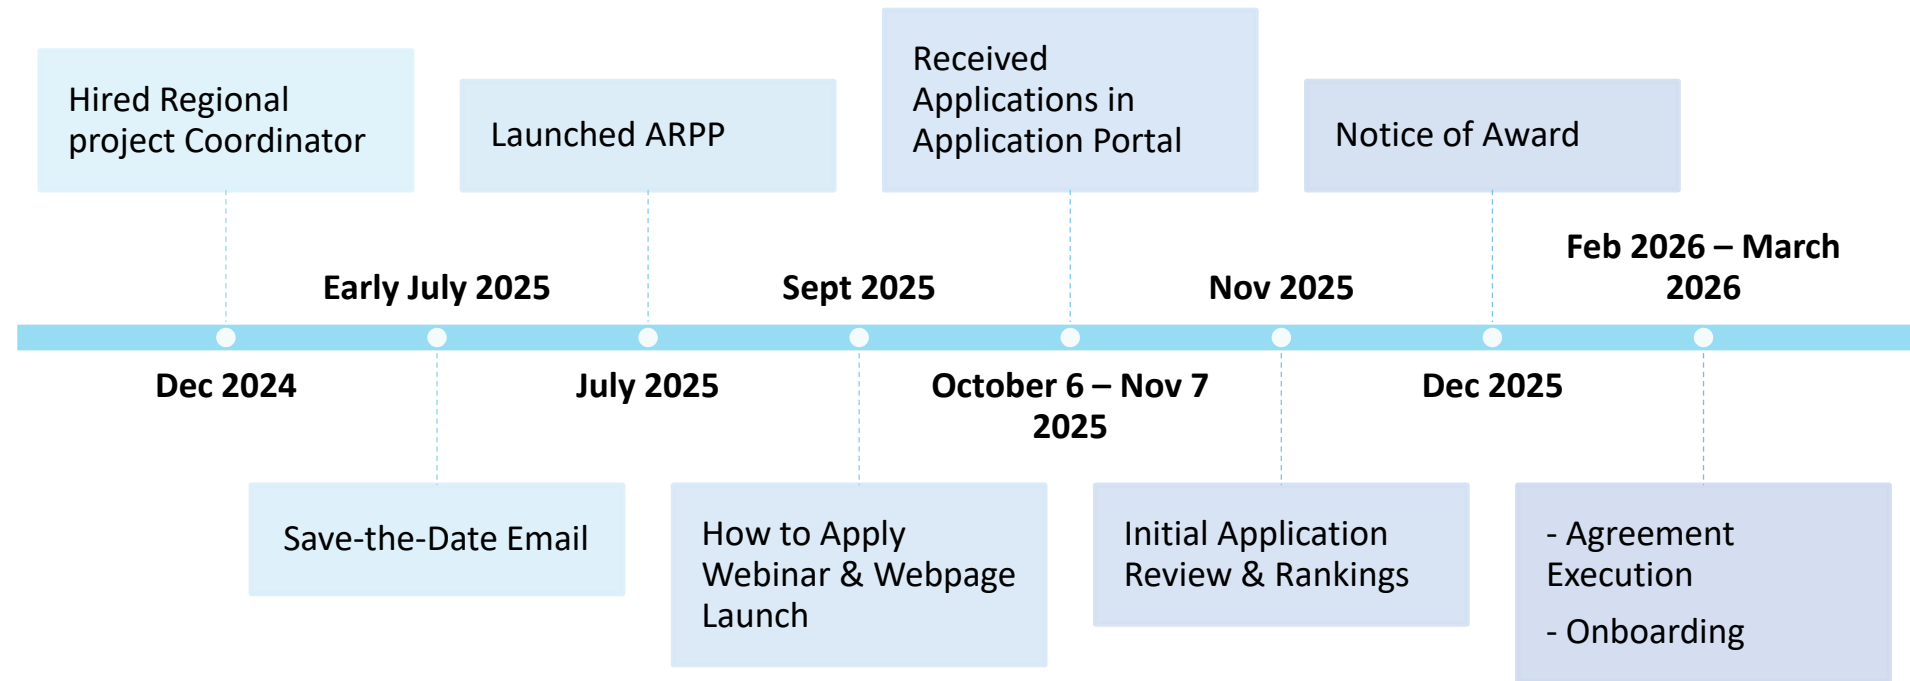 Hired Regional
project Coordinator
Launched ARPP
Received
Applications in
Application Portal
Notice of Award
Early July 2025
Sept 2025
Nov 2025
Feb 2026 – March
2026
Dec 2024
July 2025
October 6 – Nov 7
2025
Dec 2025
Save-the-Date Email
How to Apply
Webinar & Webpage
Launch
Initial Application
Review & Rankings
- Agreement
Execution
- Onboarding